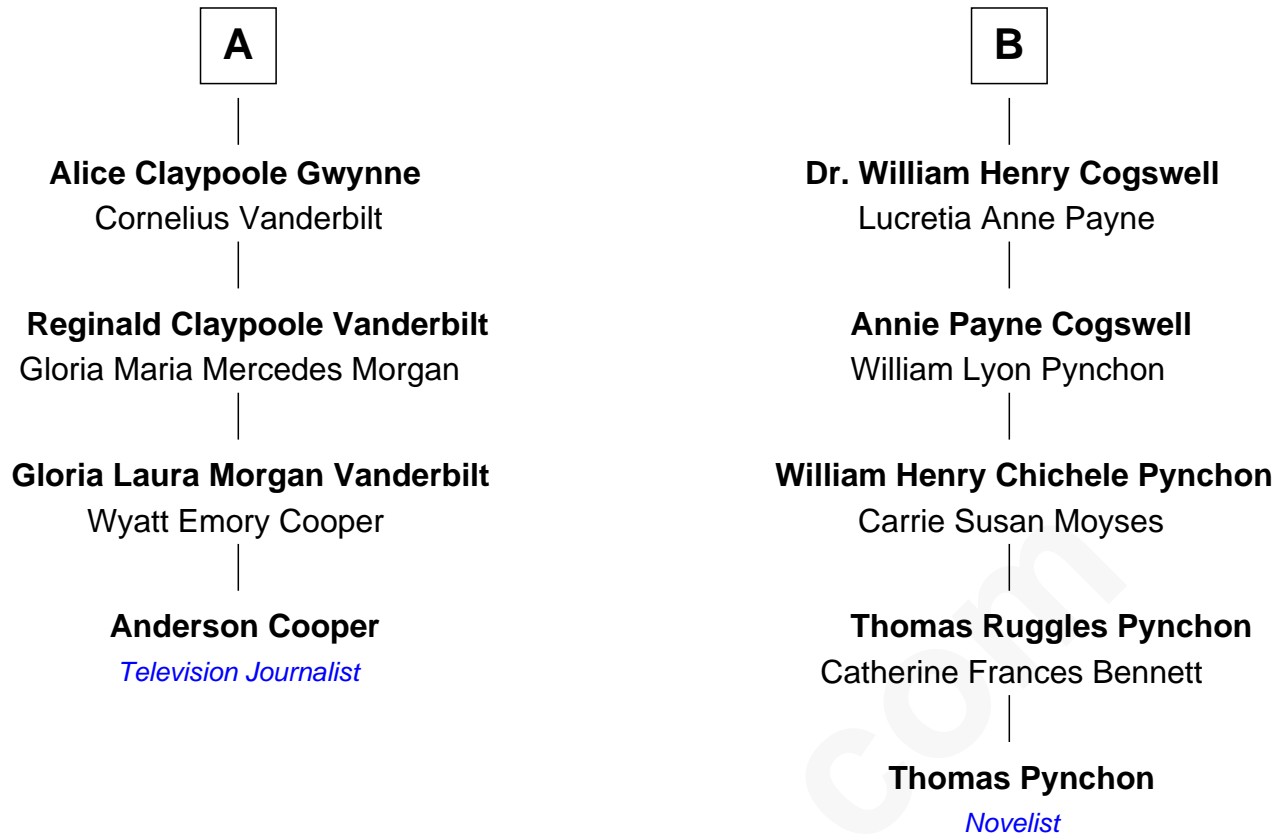 A
Alice Claypoole Gwynne
Cornelius Vanderbilt
Reginald Claypoole Vanderbilt
Gloria Maria Mercedes Morgan
Gloria Laura Morgan Vanderbilt
Wyatt Emory Cooper
Anderson Cooper
Television Journalist
B
Dr. William Henry Cogswell
Lucretia Anne Payne
Annie Payne Cogswell
William Lyon Pynchon
William Henry Chichele Pynchon
Carrie Susan Moyses
Thomas Ruggles Pynchon
Catherine Frances Bennett
Thomas Pynchon
Novelist
com